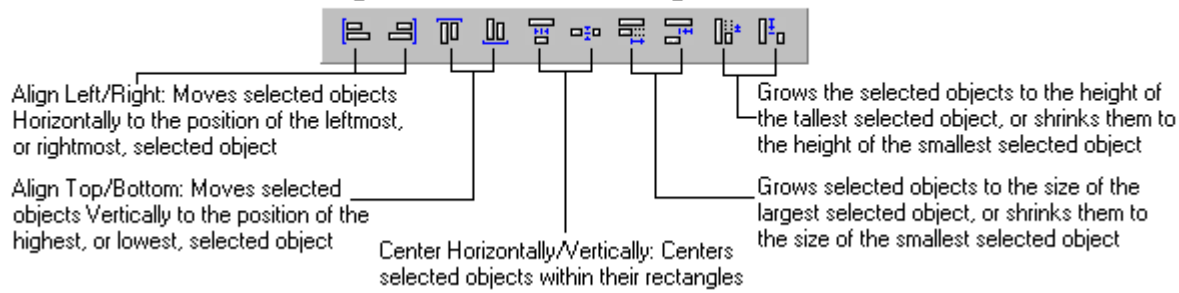 Align Left/Right: Moves selected objects
Horizontally to the position of the leftmost,
or rightmost, selected object
Align Top/Bottom: Moves selected
objects Vertically to the position of the
highest, or lowest, selected object
Center Horizontally/Vertically: Centers
selected objects within their rectangles
Grows the selected objects to the height of
the tallest selected object, or shrinks them to
the height of the smallest selected object
Grows selected objects to the size of the
largest selected object, or shrinks them to
the size of the smallest selected object